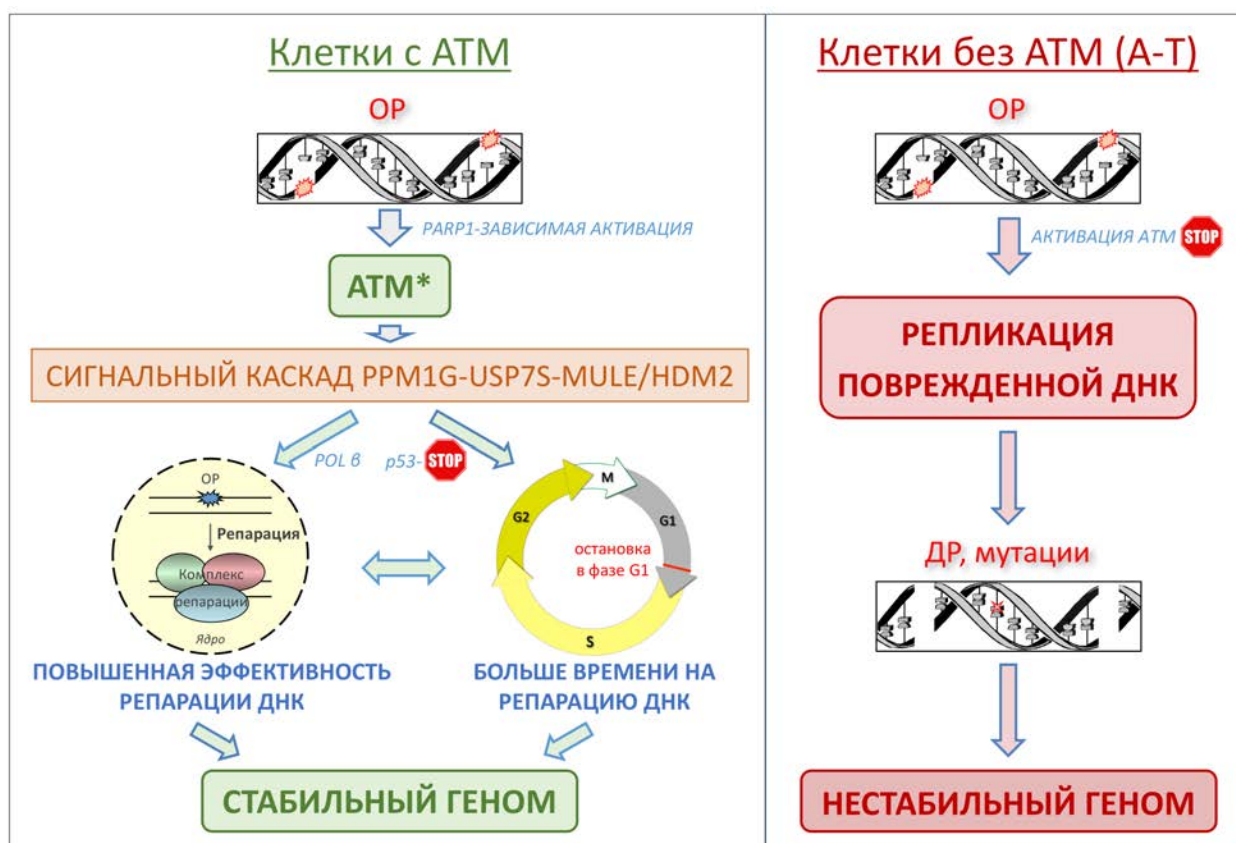 Клетки с АТМ
ОР
PARP1-ЗАВИСИМАЯ АКТИВАЦИЯ
АТМ*
СИГНАЛЬНЫЙ КАСКАД PPM1G-USP7S-MULE/HDM2
POL β
p53-STOP
ОР
Репарация
Комплекс
репарации
Ядро
M
G1
G2
S
остановка
в фазе G1
ПОВЫШЕННАЯ ЭФФЕКТИВНОСТЬ
РЕПАРАЦИИ ДНК
БОЛЬШЕ ВРЕМЕНИ НА
РЕПАРАЦИЮ ДНК
СТАБИЛЬНЫЙ ГЕНОМ
Клетки без АТМ (А-Т)
ОР
АКТИВАЦИЯ АТМ STOP
РЕПЛИКАЦИЯ
ПОВРЕЖДЕННОЙ ДНК
ДР, мутации
НЕСТАБИЛЬНЫЙ ГЕНОМ